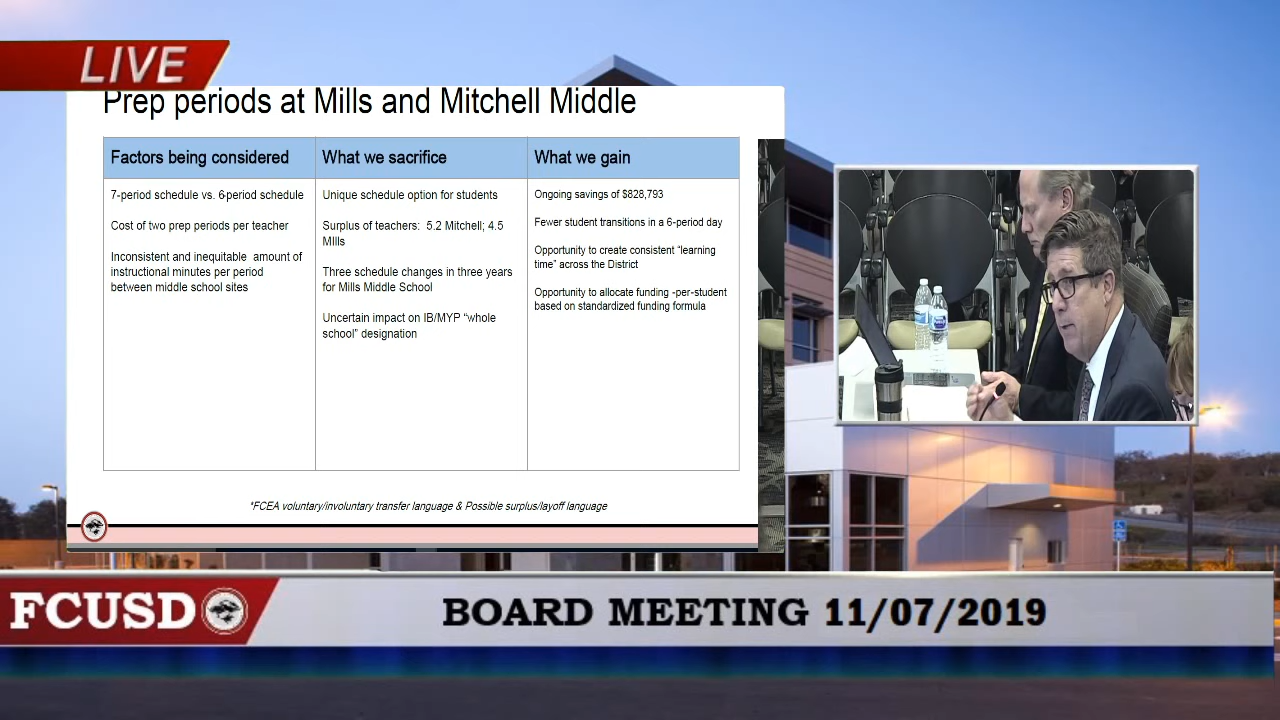 LIVE
Prep periods at Mills and Mitchell Middle
Factors being considered
7-period schedule vs. 6-period schedule
Cost of two prep periods per teacher
Inconsistent and inequitable amount of
instructional minutes per period
between middle school sites
What we sacrifice
Unique schedule option for students
Surplus of teachers: 5.2 Mitchell; 4.5
MIlls
Three schedule changes in three years
for Mills Middle School
Uncertain impact on IB/MYP “whole
school” designation
What we gain
Ongoing savings of $828,793
Fewer student transitions in a 6-period day
Opportunity to create consistent “learning
time” across the District
Opportunity to allocate funding -per-student
based on standardized funding formula
*FCEA voluntary/involuntary transfer language & Possible surplus/layoff language
FCUSD
BOARD MEETING 11/07/2019